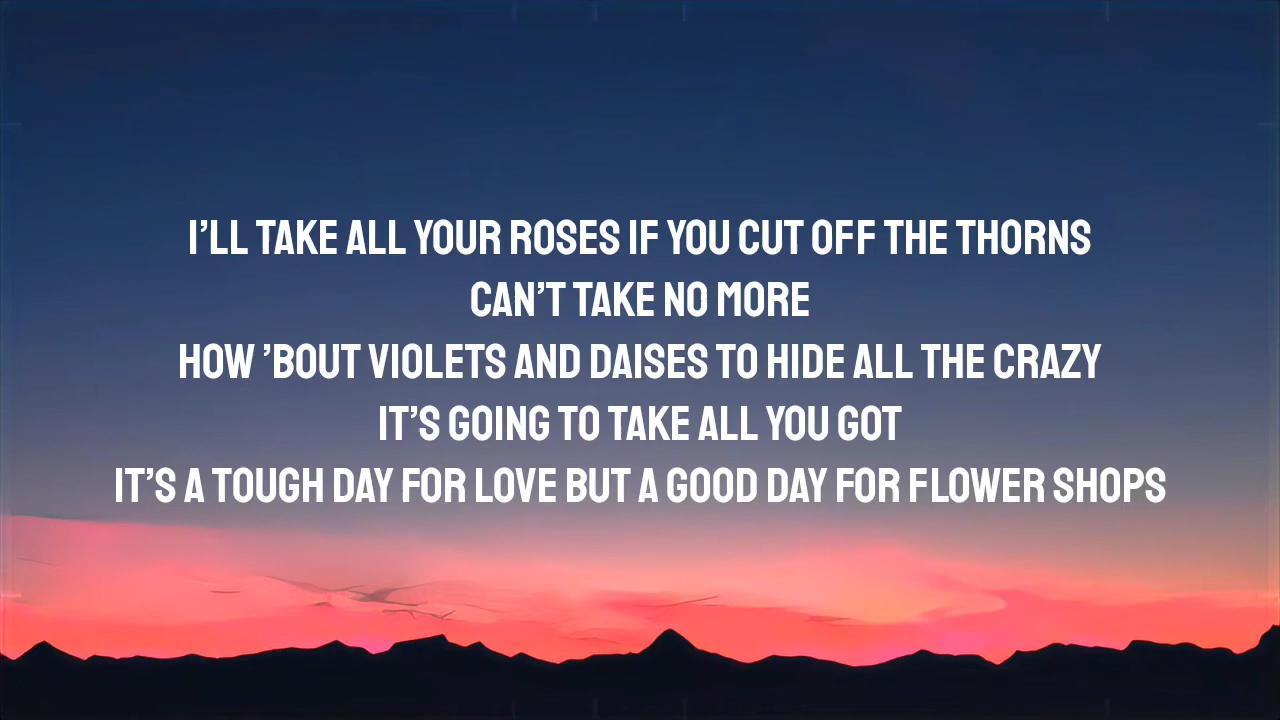 I'LL TAKE ALL YOUR ROSES IF YOU CUT OFF THE THORNS
CAN'T TAKE NO MORE
HOW 'BOUT VIOLETS AND DAISES TO HIDE ALL THE CRAZY
IT'S GOING TO TAKE ALL YOU GOT
IT'S A TOUGH DAY FOR LOVE BUT A GOOD DAY FOR FLOWER SHOPS